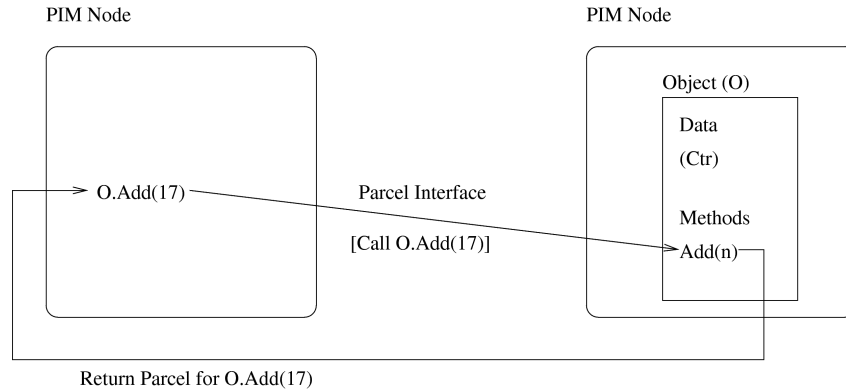 PIM Node
PIM Node
Object (O)
Data
(Ctr)
O.Add(17)
Parcel Interface
Methods
[Call O.Add(17)]
Add(n)
Return Parcel for O.Add(17)